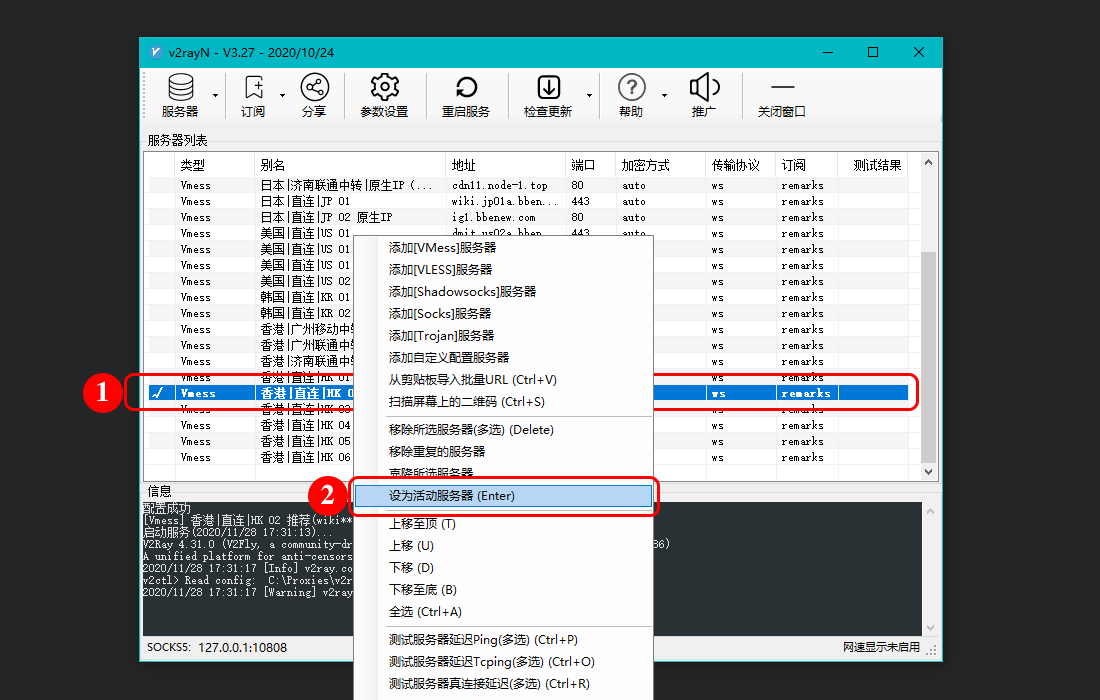 v2rayN - V3.27 - 2020/10/24
服务器 订阅 分享 参数设置 重启服务 检查更新 帮助 推广 关闭窗口
服务器列表
类型 别名 地址 端口 加密方式 传输协议 订阅 测试结果
Vmess 日本|济南联通中转|原生IP (... cdn11.node-1.top 80 auto ws remarks
Vmess 日本|直连|JP 01 wiki.jp01a.bben... 443 auto ws remarks
Vmess 日本|直连|JP 02 原生IP ig1.bbenew.com 80 auto ws remarks
Vmess 美国|直连|US 01 dmit.us02a.bben... 443 auto ws remarks
Vmess 美国|直连|US 01 ws remarks
Vmess 美国|直连|US 01 ws remarks
Vmess 美国|直连|US 02 ws remarks
Vmess 韩国|直连|KR 01 ws remarks
Vmess 韩国|直连|KR 02 ws remarks
Vmess 香港|广州移动中转 ws remarks
Vmess 香港|广州联通中转 ws remarks
Vmess 香港|济南联通中转 ws remarks
Vmess 香港|直连|HK 01 ws remarks
1 ✓ Vmess 香港|直连|HK 0 ws remarks
Vmess 香港|直连|HK 03 ws remarks
Vmess 香港|直连|HK 04 ws remarks
Vmess 香港|直连|HK 05 ws remarks
Vmess 香港|直连|HK 06 ws remarks
添加[VMess]服务器
添加[VLESS]服务器
添加[Shadowsocks]服务器
添加[Socks]服务器
添加[Trojan]服务器
添加自定义配置服务器
从剪贴板导入批量URL (Ctrl+V)
扫描屏幕上的二维码 (Ctrl+S)
移除所选服务器(多选) (Delete)
移除重复的服务器
克隆所选服务器
2 设为活动服务器 (Enter)
上移至顶 (T)
上移 (U)
下移 (D)
下移至底 (B)
全选 (Ctrl+A)
测试服务器延迟Ping(多选) (Ctrl+P)
测试服务器延迟Tcping(多选) (Ctrl+O)
测试服务器真连接延迟(多选) (Ctrl+R)
信息
配置成功
[Vmess] 香港|直连|HK 02 推荐(wiki**
启动服务(2020/11/28 17:31:13)...
V2Ray 4.31.0 (V2Fly, a community-dr 86)
A unified platform for anti-censors
2020/11/28 17:31:17 [Info] v2ray.co
v2ctl> Read config: C:\Proxies\v2r
2020/11/28 17:31:17 [Warning] v2ray
SOCKS5: 127.0.0.1:10808 网速显示未启用